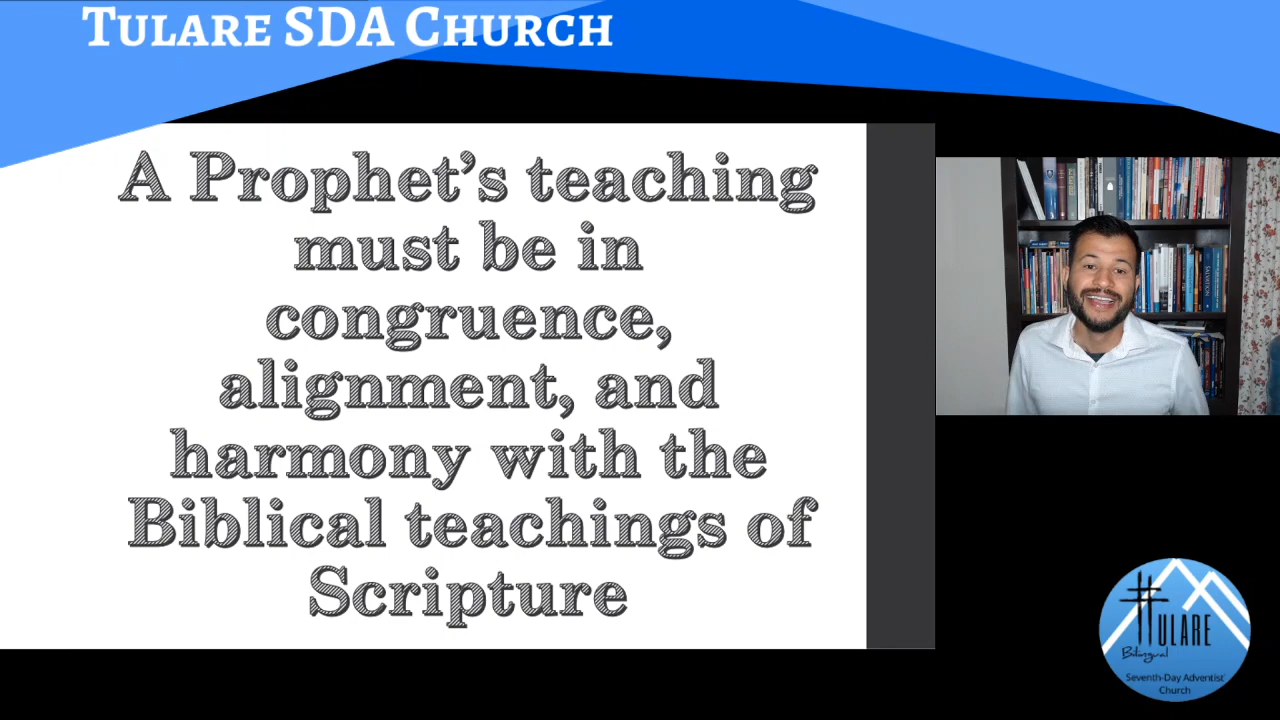 TULARE SDA CHURCH
A Prophet's teaching
must be in
congruence,
alignment, and
harmony with the
Biblical teachings of
Scripture
SALVATION
TULARE
Bilingual
Seventh-Day Adventist
Church